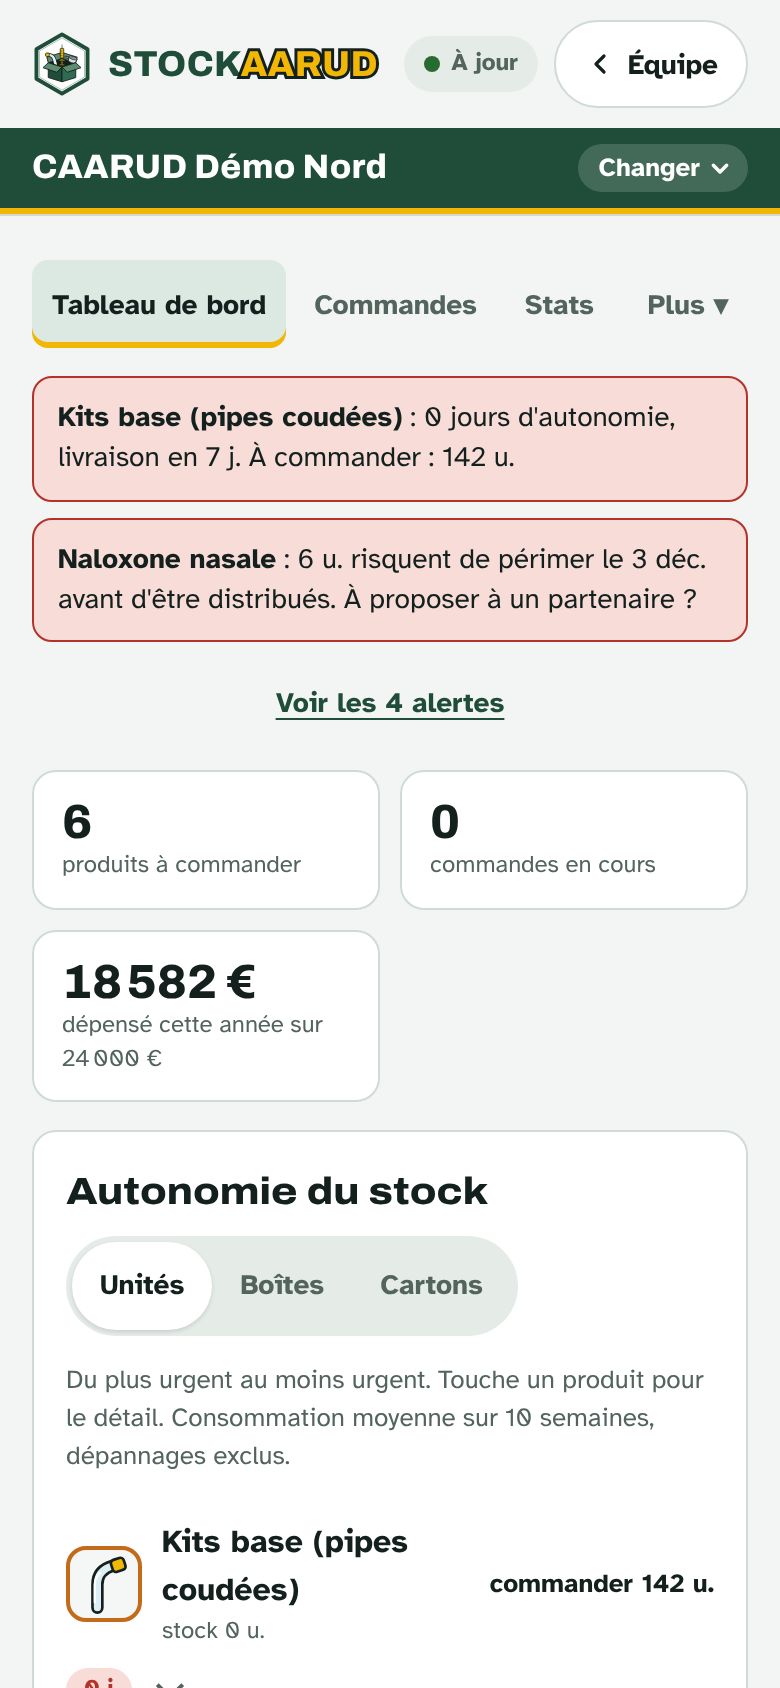 STOCKAARUD
À jour
Équipe
CAARUD Démo Nord
Changer
Tableau de bord
Commandes
Stats
Plus ▼
Kits base (pipes coudées) : 0 jours d'autonomie,
livraison en 7 j. À commander : 142 u.
Naloxone nasale : 6 u. risquent de périmer le 3 déc.
avant d'être distribués. À proposer à un partenaire ?
Voir les 4 alertes
6
produits à commander
0
commandes en cours
18 582 €
dépensé cette année sur
24 000 €
Autonomie du stock
Unités
Boîtes
Cartons
Du plus urgent au moins urgent. Touche un produit pour
le détail. Consommation moyenne sur 10 semaines,
dépannages exclus.
Kits base (pipes
coudées)
commander 142 u.
stock 0 u.